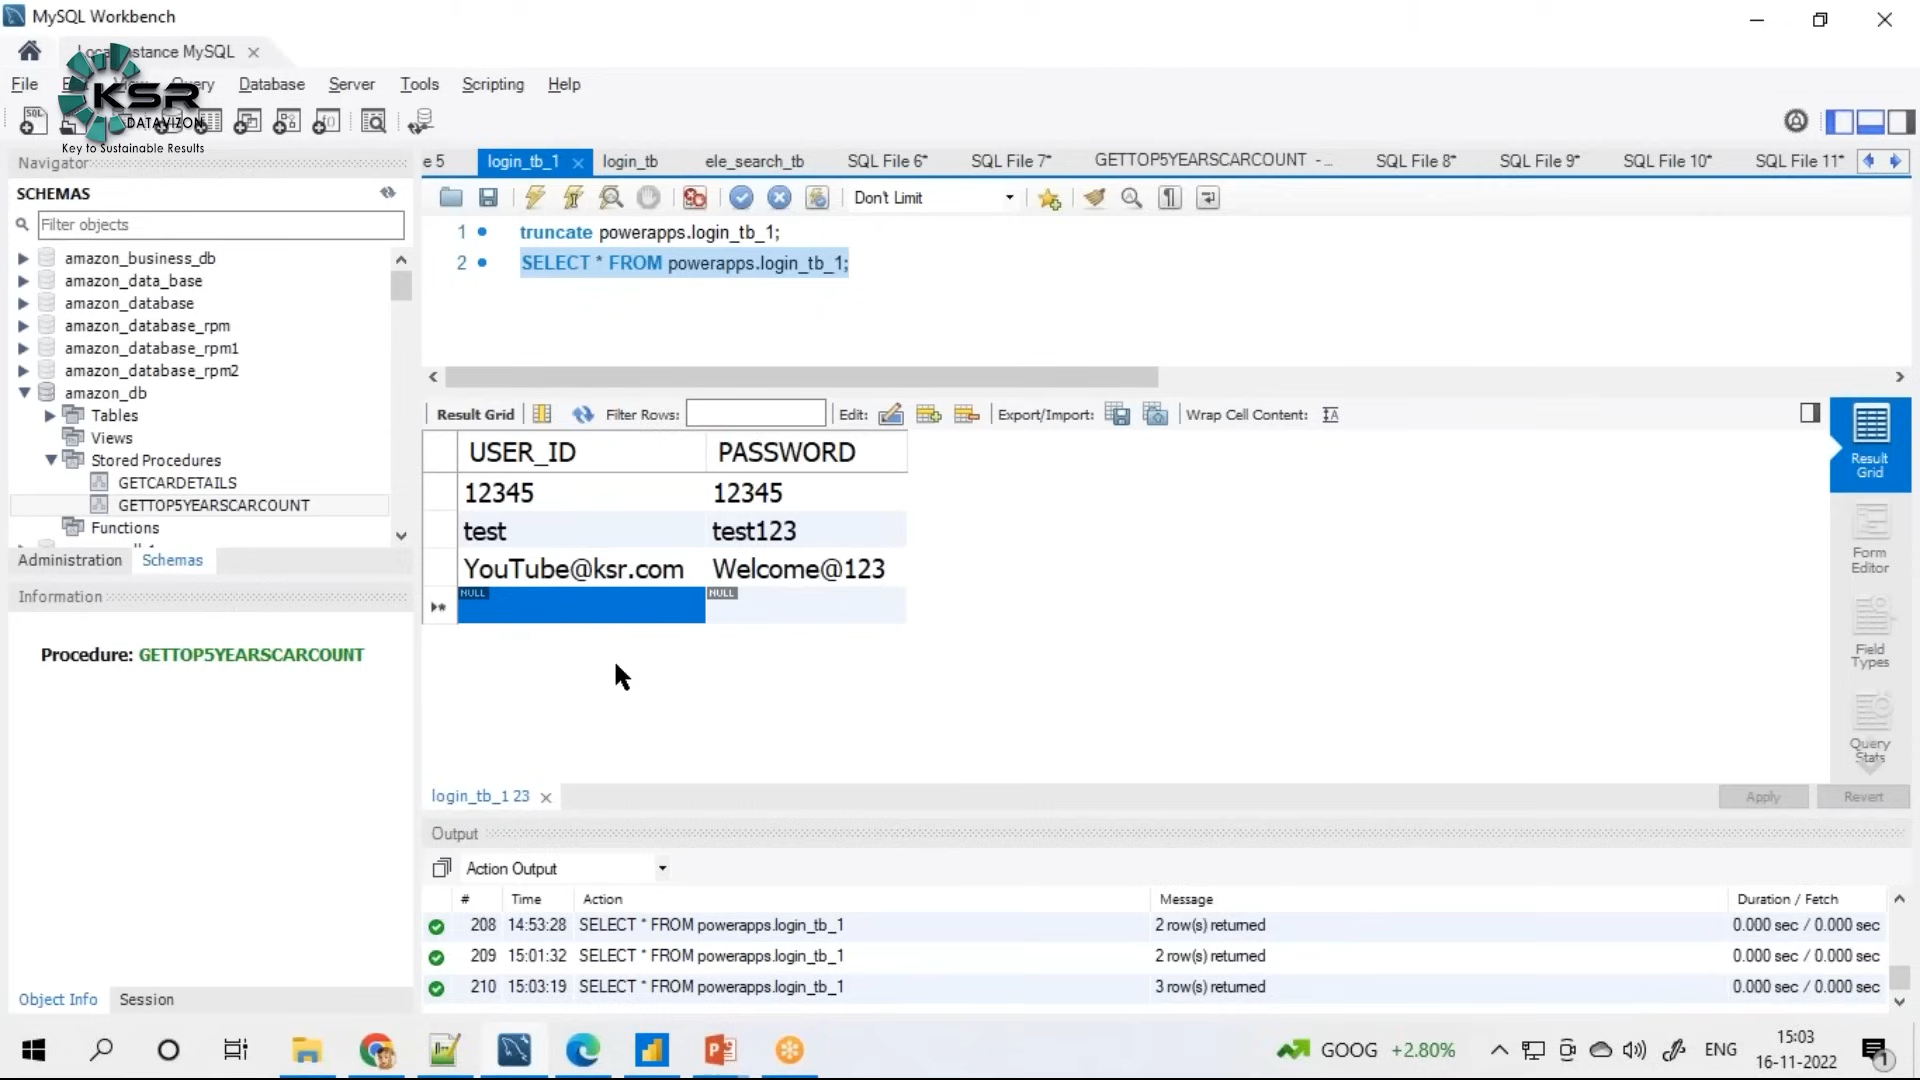 MySQL Workbench
Local instance MySQL
KSR
DATAVIZON
Key to Sustainable Results
File
Query Database Server Tools Scripting Help
Navigator
SCHEMAS
Filter objects
amazon_business_db
amazon_data_base
amazon_database
amazon_database_rpm
amazon_database_rpm1
amazon_database_rpm2
amazon_db
Tables
Views
Stored Procedures
GETCARDETAILS
GETTOP5YEARSCARCOUNT
Functions
Administration Schemas
Information
Procedure: GETTOP5YEARSCARCOUNT
Object Info Session
e 5 login_tb_1 login_tb ele_search_tb SQL File 6* SQL File 7* GETTOP5YEARSCARCOUNT - ... SQL File 8* SQL File 9* SQL File 10* SQL File 11*
Don't Limit
1 truncate powerapps.login_tb_1;
2 SELECT * FROM powerapps.login_tb_1;
Result Grid Filter Rows: Edit: Export/Import: Wrap Cell Content:
USER_ID PASSWORD
12345 12345
test test123
YouTube@ksr.com Welcome@123
NULL NULL
Result Grid
Form Editor
Field Types
Query Stats
login_tb_1 23
Apply Revert
Output
Action Output
# Time Action Message Duration / Fetch
208 14:53:28 SELECT * FROM powerapps.login_tb_1 2 row(s) returned 0.000 sec / 0.000 sec
209 15:01:32 SELECT * FROM powerapps.login_tb_1 2 row(s) returned 0.000 sec / 0.000 sec
210 15:03:19 SELECT * FROM powerapps.login_tb_1 3 row(s) returned 0.000 sec / 0.000 sec
GOOG +2.80% ENG 15:03
16-11-2022
1